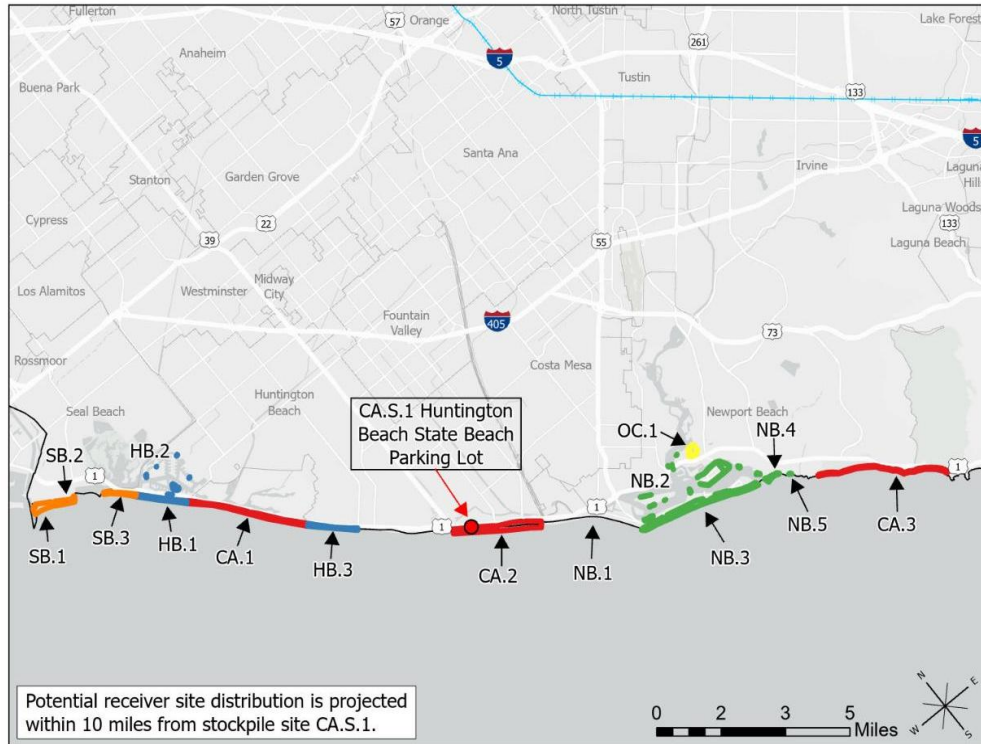 Fullerton
57
Orange
North Tustin
Lake Forest
Anaheim
5
261
Tustin
Buena Park
133
5
Santa Ana
Irvine
Laguna
Hills
Stanton
Garden Grove
22
Laguna Woods
Cypress
39
55
133
Laguna Beach
Midway
City
Los Alamitos
Westminster
Fountain
Valley
405
73
Rossmoor
Costa Mesa
Huntington
Beach
Seal Beach
CA.S.1 Huntington
Beach State Beach
Parking Lot
Newport Beach
OC.1
NB.4
SB.2
HB.2
1
NB.2
1
1
1
SB.1
SB.3
HB.1
CA.1
HB.3
CA.2
NB.1
NB.3
NB.5
CA.3
Potential receiver site distribution is projected
within 10 miles from stockpile site CA.S.1.
0 1 2 3 4 5
Miles
N
E
W
S